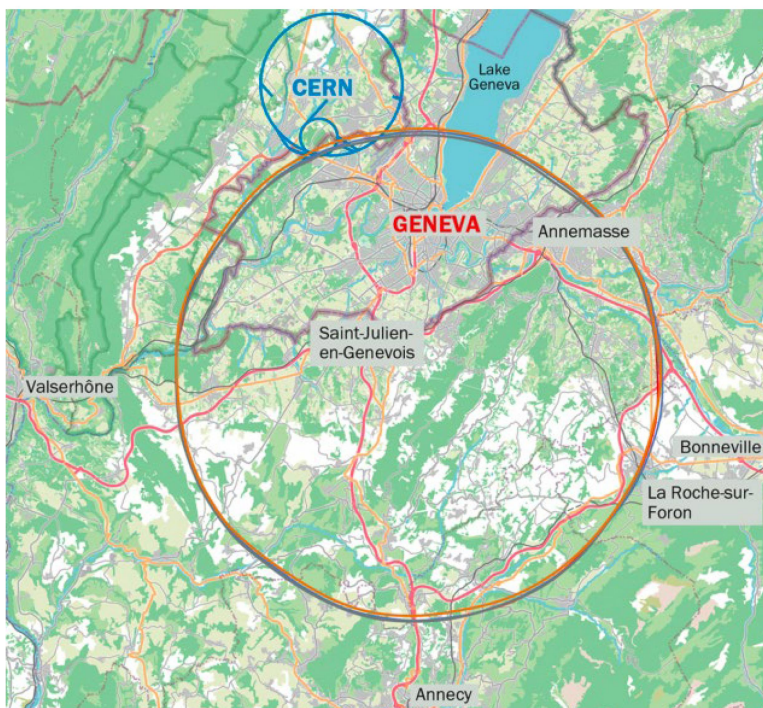 Lake
Geneva
CERN
GENEVA
Annemasse
Saint-Julien-
en-Genevois
Valserhône
Bonneville
La Roche-sur-
Foron
Annecy